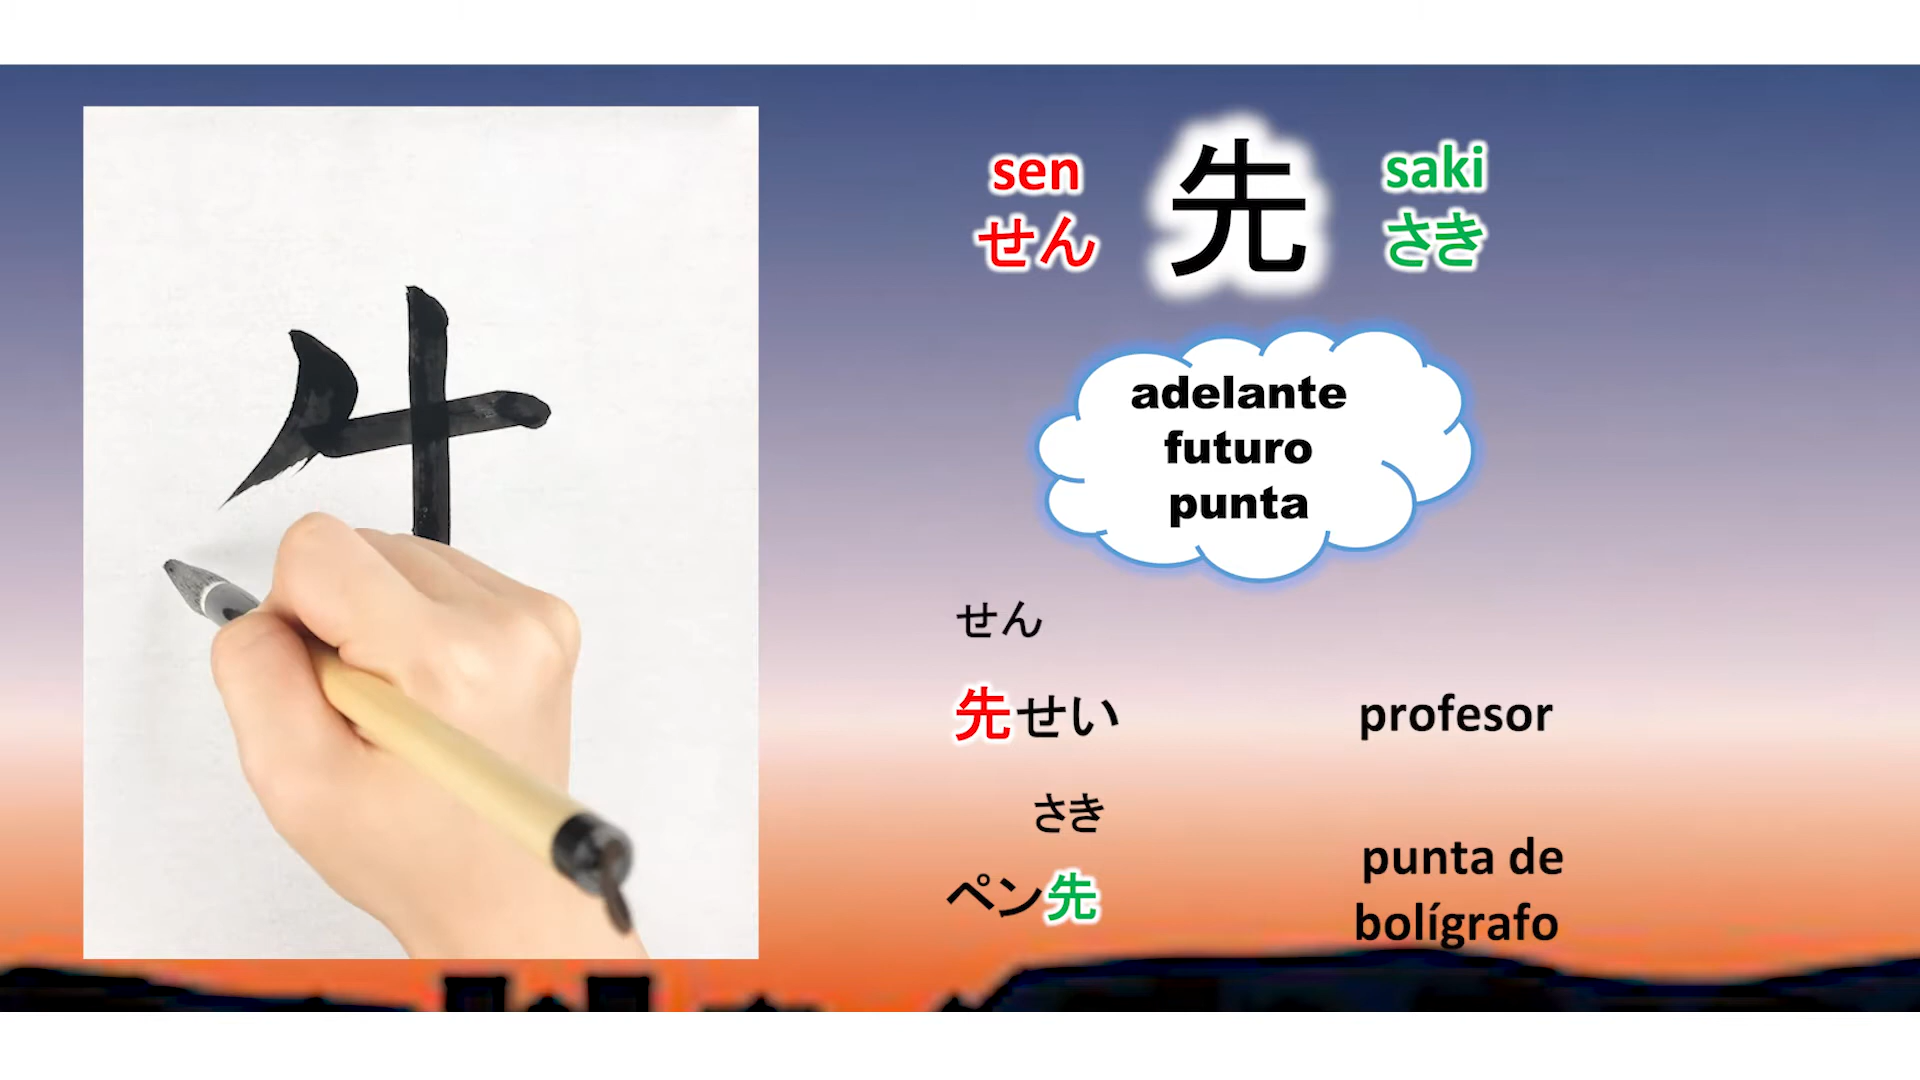 sen
せん
先
saki
さき
adelante
futuro
punta
せん
先せい
profesor
さき
ペン先
punta de
bolígrafo